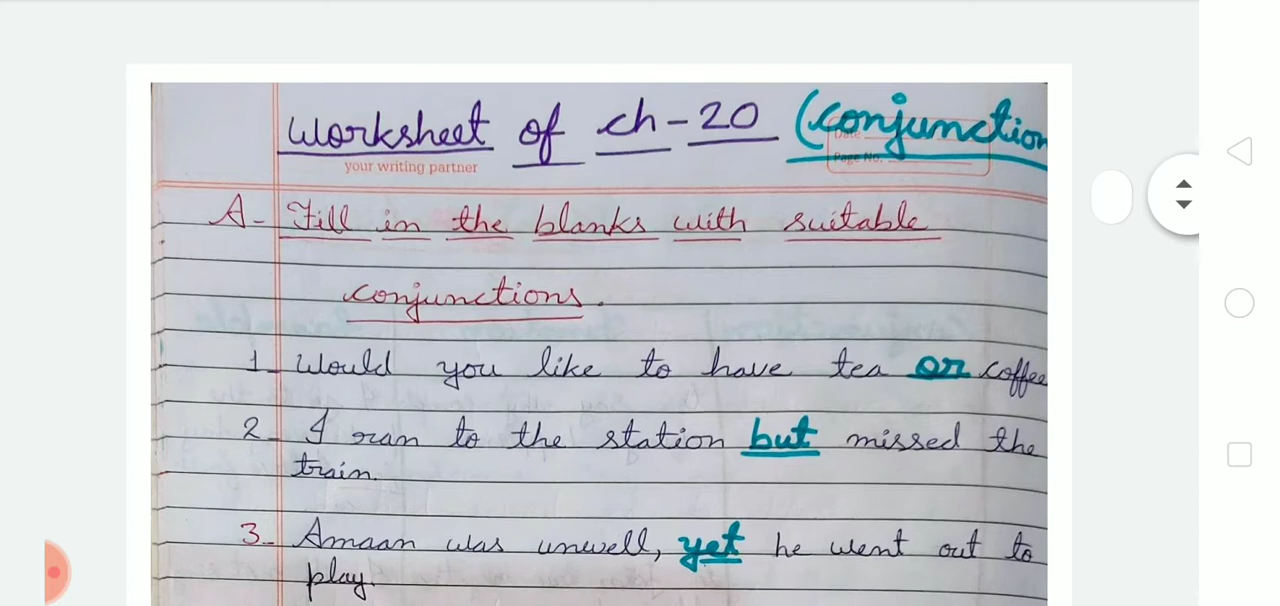 Worksheet of ch-20 (conjunction
Date
Page No.
your writing partner
A- Fill in the blanks with suitable
conjunctions.
1- Would you like to have tea or coffee
2- I ran to the station but missed the
train.
3- Amaan was unwell, yet he went out to
play.